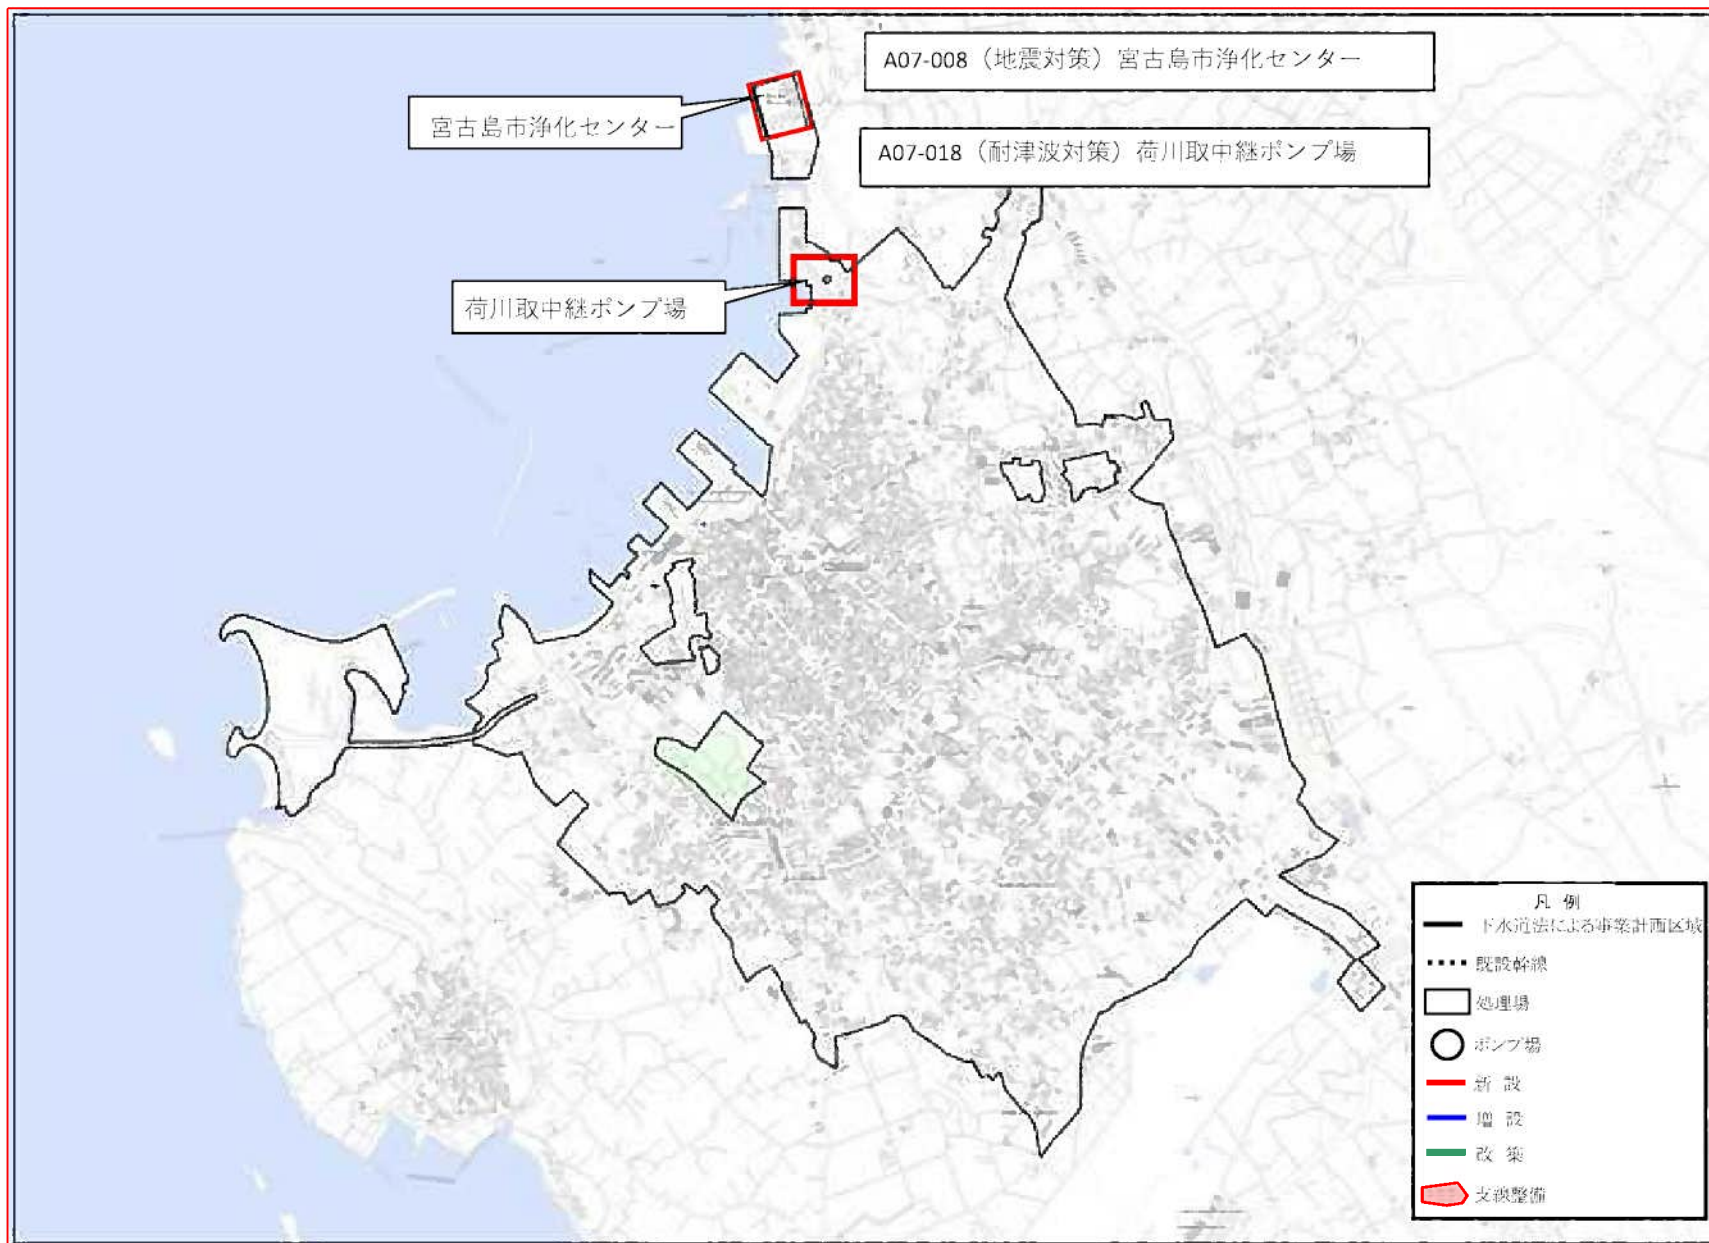 A07-008（地震対策）宮古島市浄化センター
宮古島市浄化センター
A07-018（耐津波対策）荷川取中継ポンプ場
荷川取中継ポンプ場
凡 例
下水道法による事業計画区域
既設幹線
処理場
ポンプ場
新 設
増 設
改 築
支線整備